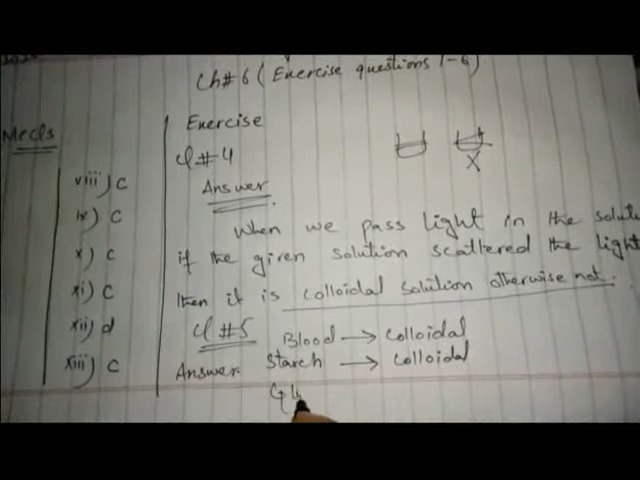 Ch#6 (Exercise questions 1-6)
Mcqs
viii) c
ix) c
x) c
xi) c
xii) d
xiii) c
Exercise
Q#4
Answer
X
When we pass light in the solut
if the given solution scattered the light
then it is colloidal solution otherwise not.
Q#5
Blood → Colloidal
Answer Starch → Colloidal